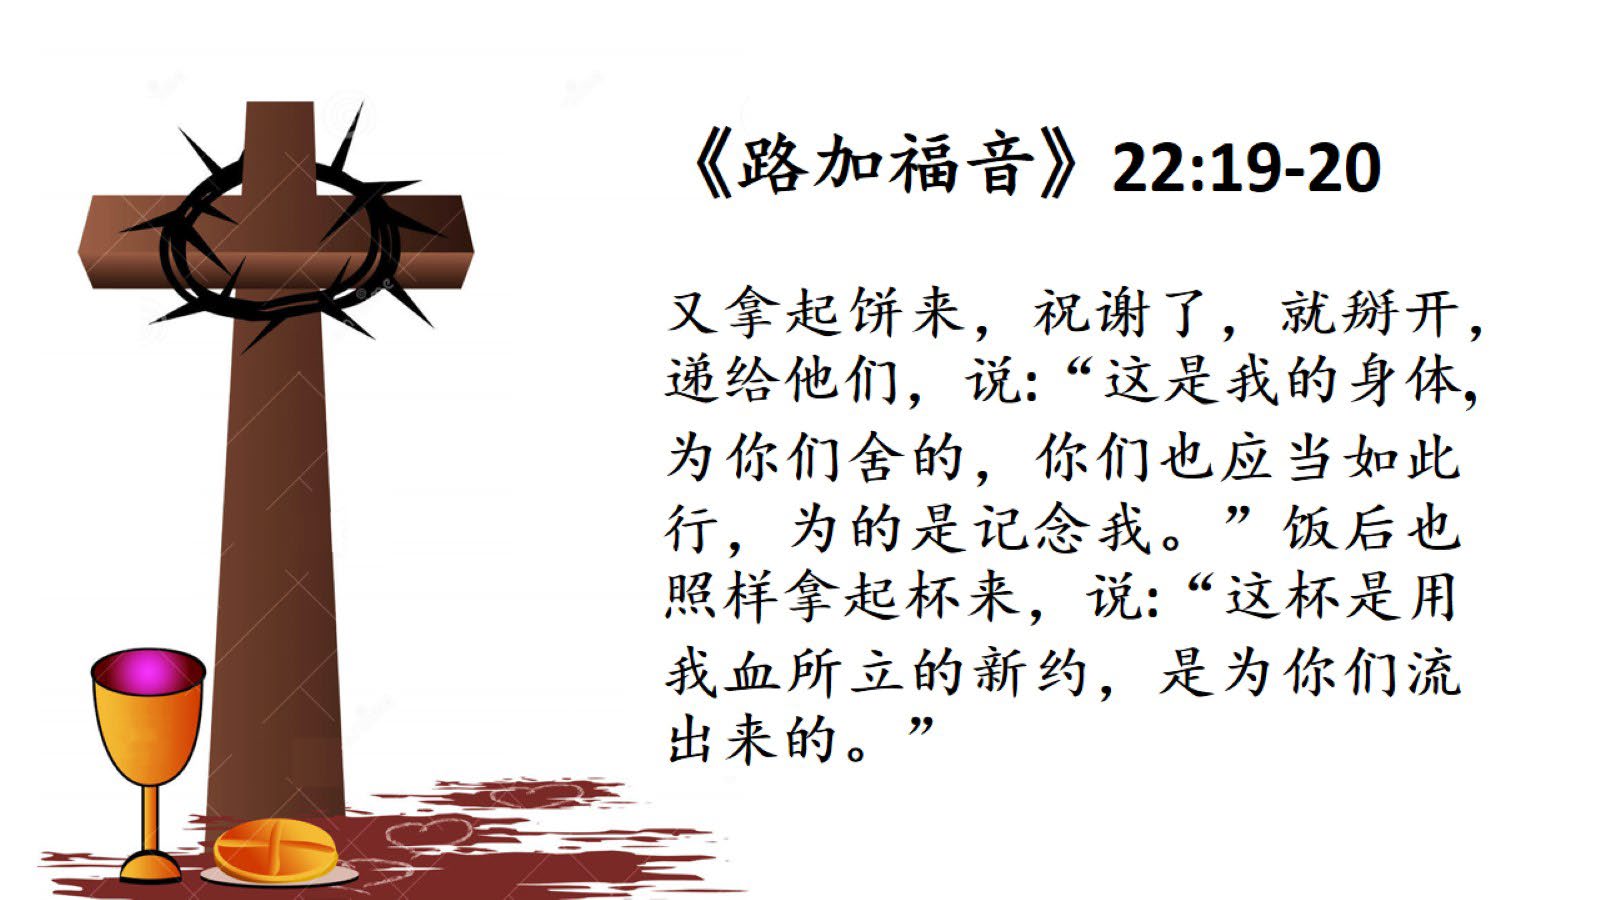 《路加福音》22:19-20
又拿起饼来，祝谢了，就掰开，
递给他们，说:“这是我的身体，
为你们舍的，你们也应当如此
行，为的是记念我。”饭后也
照样拿起杯来，说:“这杯是用
我血所立的新约，是为你们流
出来的。”